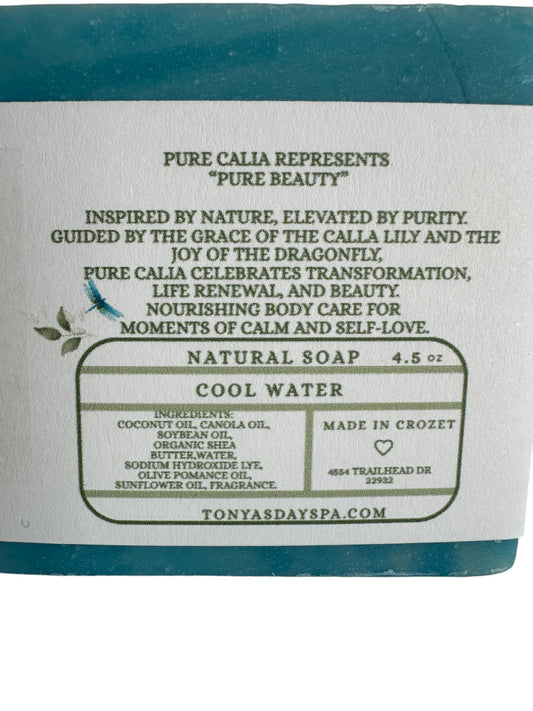 PURE CALIA REPRESENTS
“PURE BEAUTY”
INSPIRED BY NATURE, ELEVATED BY PURITY.
GUIDED BY THE GRACE OF THE CALLA LILY AND THE
JOY OF THE DRAGONFLY,
PURE CALIA CELEBRATES TRANSFORMATION,
LIFE RENEWAL, AND BEAUTY.
NOURISHING BODY CARE FOR
MOMENTS OF CALM AND SELF-LOVE.
NATURAL SOAP 4.5 OZ
COOL WATER
INGREDIENTS:
COCONUT OIL, CANOLA OIL,
SOYBEAN OIL,
ORGANIC SHEA
BUTTER,WATER,
SODIUM HYDROXIDE LYE,
OLIVE POMANCE OIL,
SUNFLOWER OIL, FRAGRANCE.
MADE IN CROZET
4554 TRAILHEAD DR
22932
TONYASDAYSPA.COM